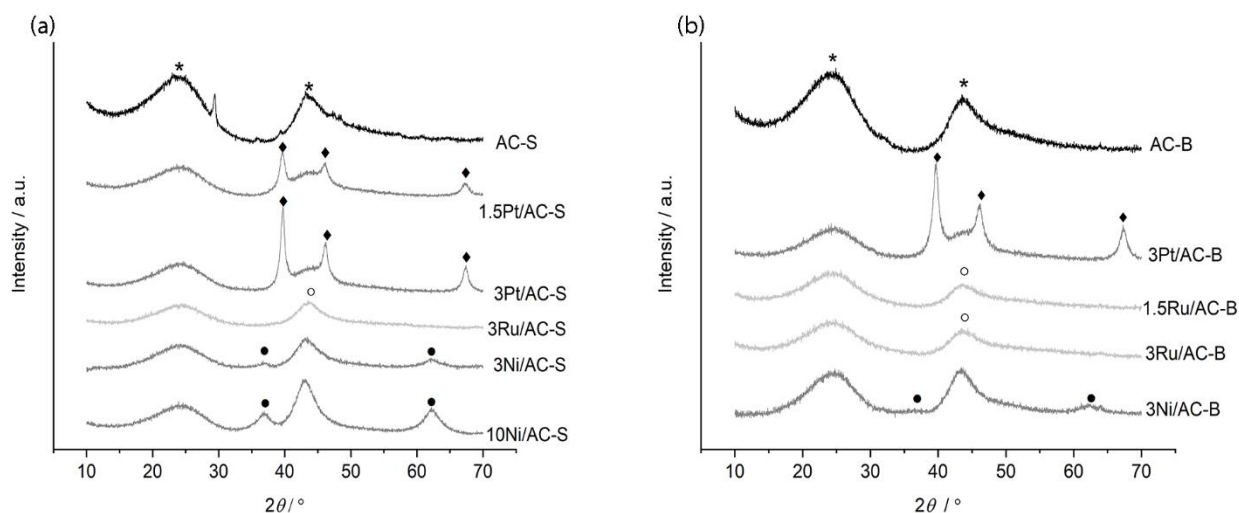 (a)
*
*
AC-S
♦ ♦ ♦
1.5Pt/AC-S
♦ ♦ ♦
3Pt/AC-S
○
3Ru/AC-S
● ●
3Ni/AC-S
● ●
10Ni/AC-S
Intensity / a.u.
10 20 30 40 50 60 70
2θ / °
(b)
*
*
AC-B
♦ ♦ ♦
3Pt/AC-B
○
1.5Ru/AC-B
○
3Ru/AC-B
● ●
3Ni/AC-B
Intensity / a.u.
10 20 30 40 50 60 70
2θ / °